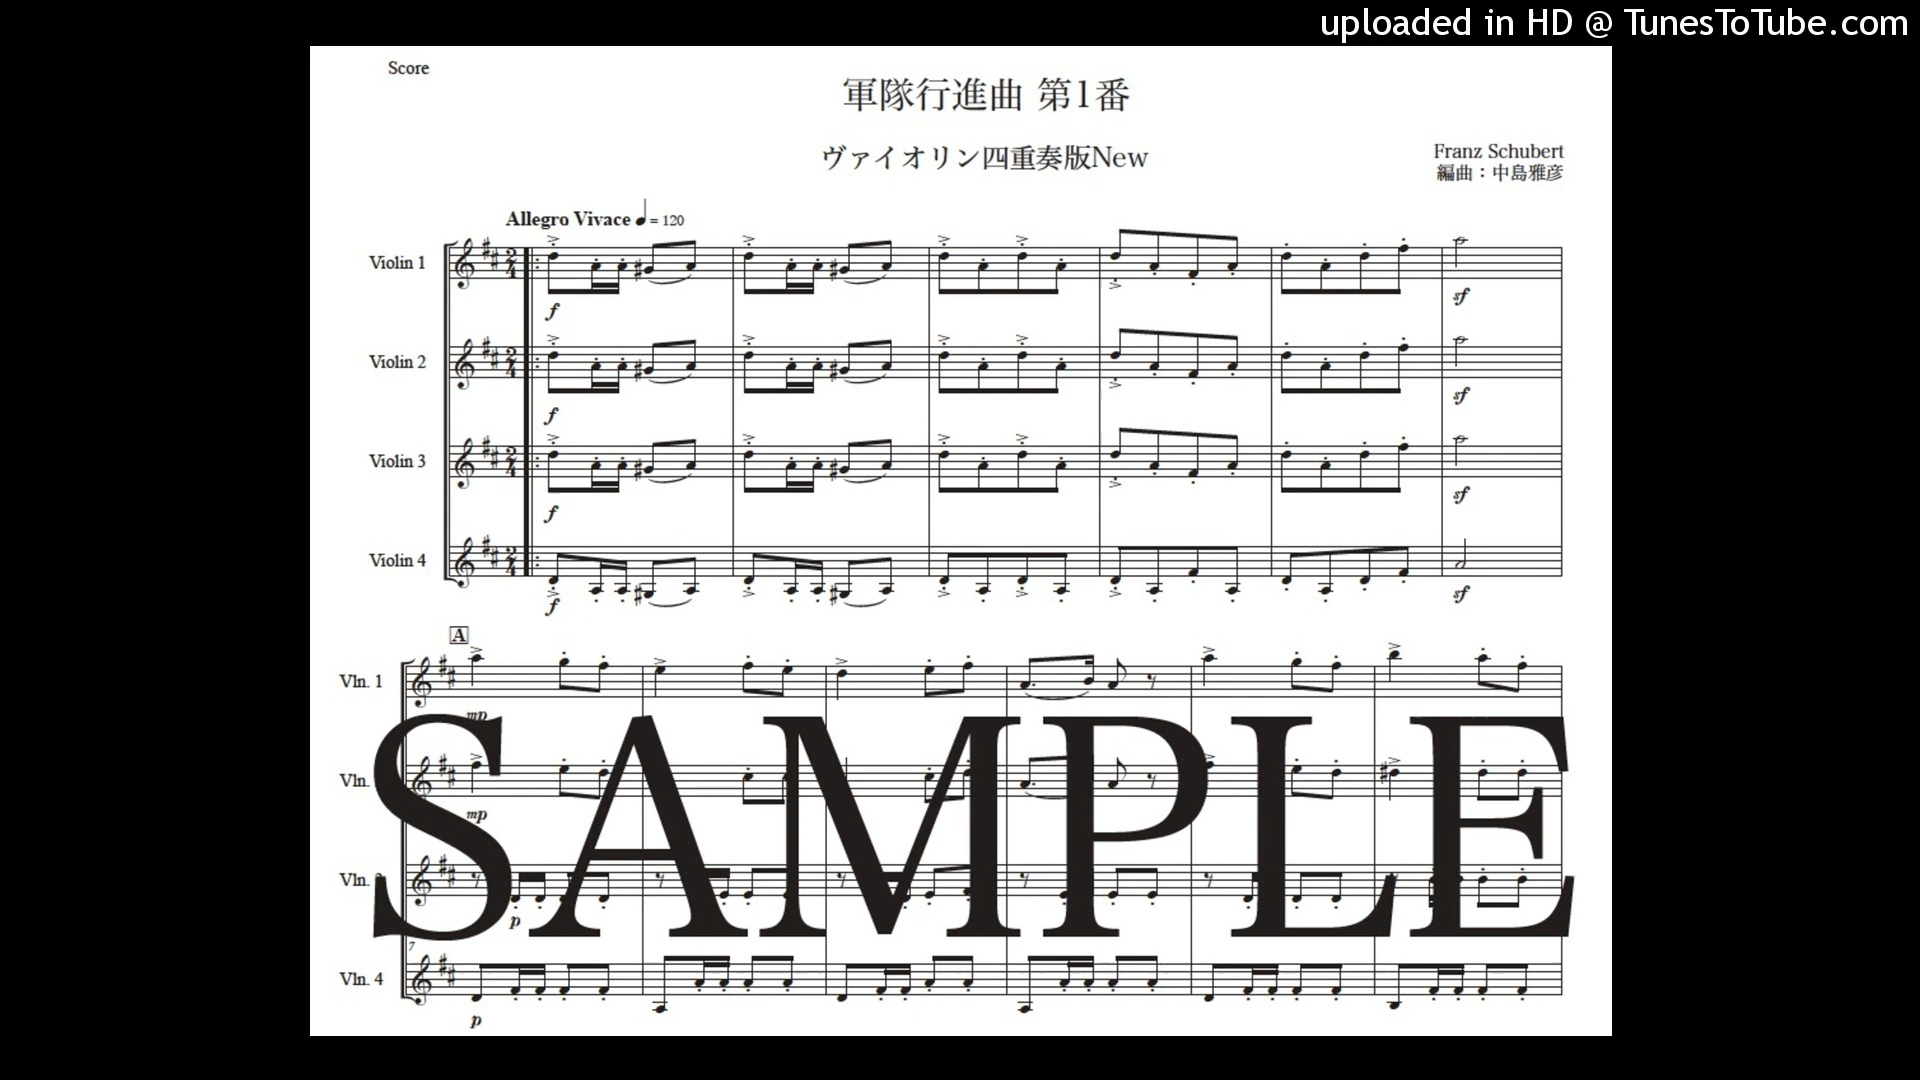 uploaded in HD @ TunesToTube.com
Score
軍隊行進曲 第1番
ヴァイオリン四重奏版New
Franz Schubert
編曲：中島雅彦
Allegro Vivace ♩= 120
Violin 1
f
sf
Violin 2
f
sf
Violin 3
f
sf
Violin 4
f
sf
A
Vln. 1
mp
SAMPLE
Vln.
mp
Vln.
p
7
Vln. 4
p